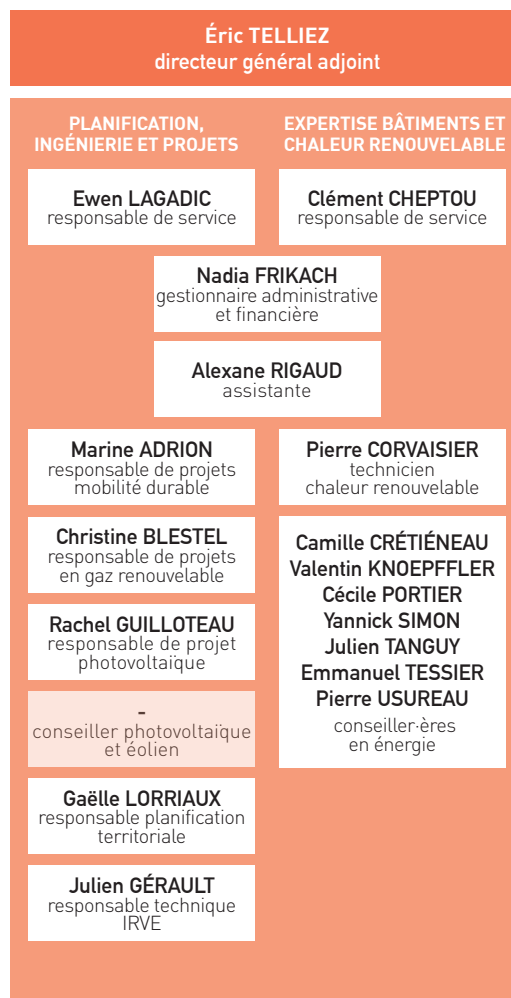 Éric TELLIEZ
directeur général adjoint
PLANIFICATION,
INGÉNIERIE ET PROJETS
EXPERTISE BÂTIMENTS ET
CHALEUR RENOUVELABLE
Ewen LAGADIC
responsable de service
Clément CHEPTOU
responsable de service
Nadia FRIKACH
gestionnaire administrative
et financière
Alexane RIGAUD
assistante
Marine ADRION
responsable de projets
mobilité durable
Christine BLESTEL
responsable de projets
en gaz renouvelable
Rachel GUILLOTEAU
responsable de projet
photovoltaïque
-
conseiller photovoltaïque
et éolien
Gaëlle LORRIAUX
responsable planification
territoriale
Julien GÉRAULT
responsable technique
IRVE
Pierre CORVAISIER
technicien
chaleur renouvelable
Camille CRÉTIÉNEAU
Valentin KNOEPFFLER
Cécile PORTIER
Yannick SIMON
Julien TANGUY
Emmanuel TESSIER
Pierre USUREAU
conseiller·ères
en énergie